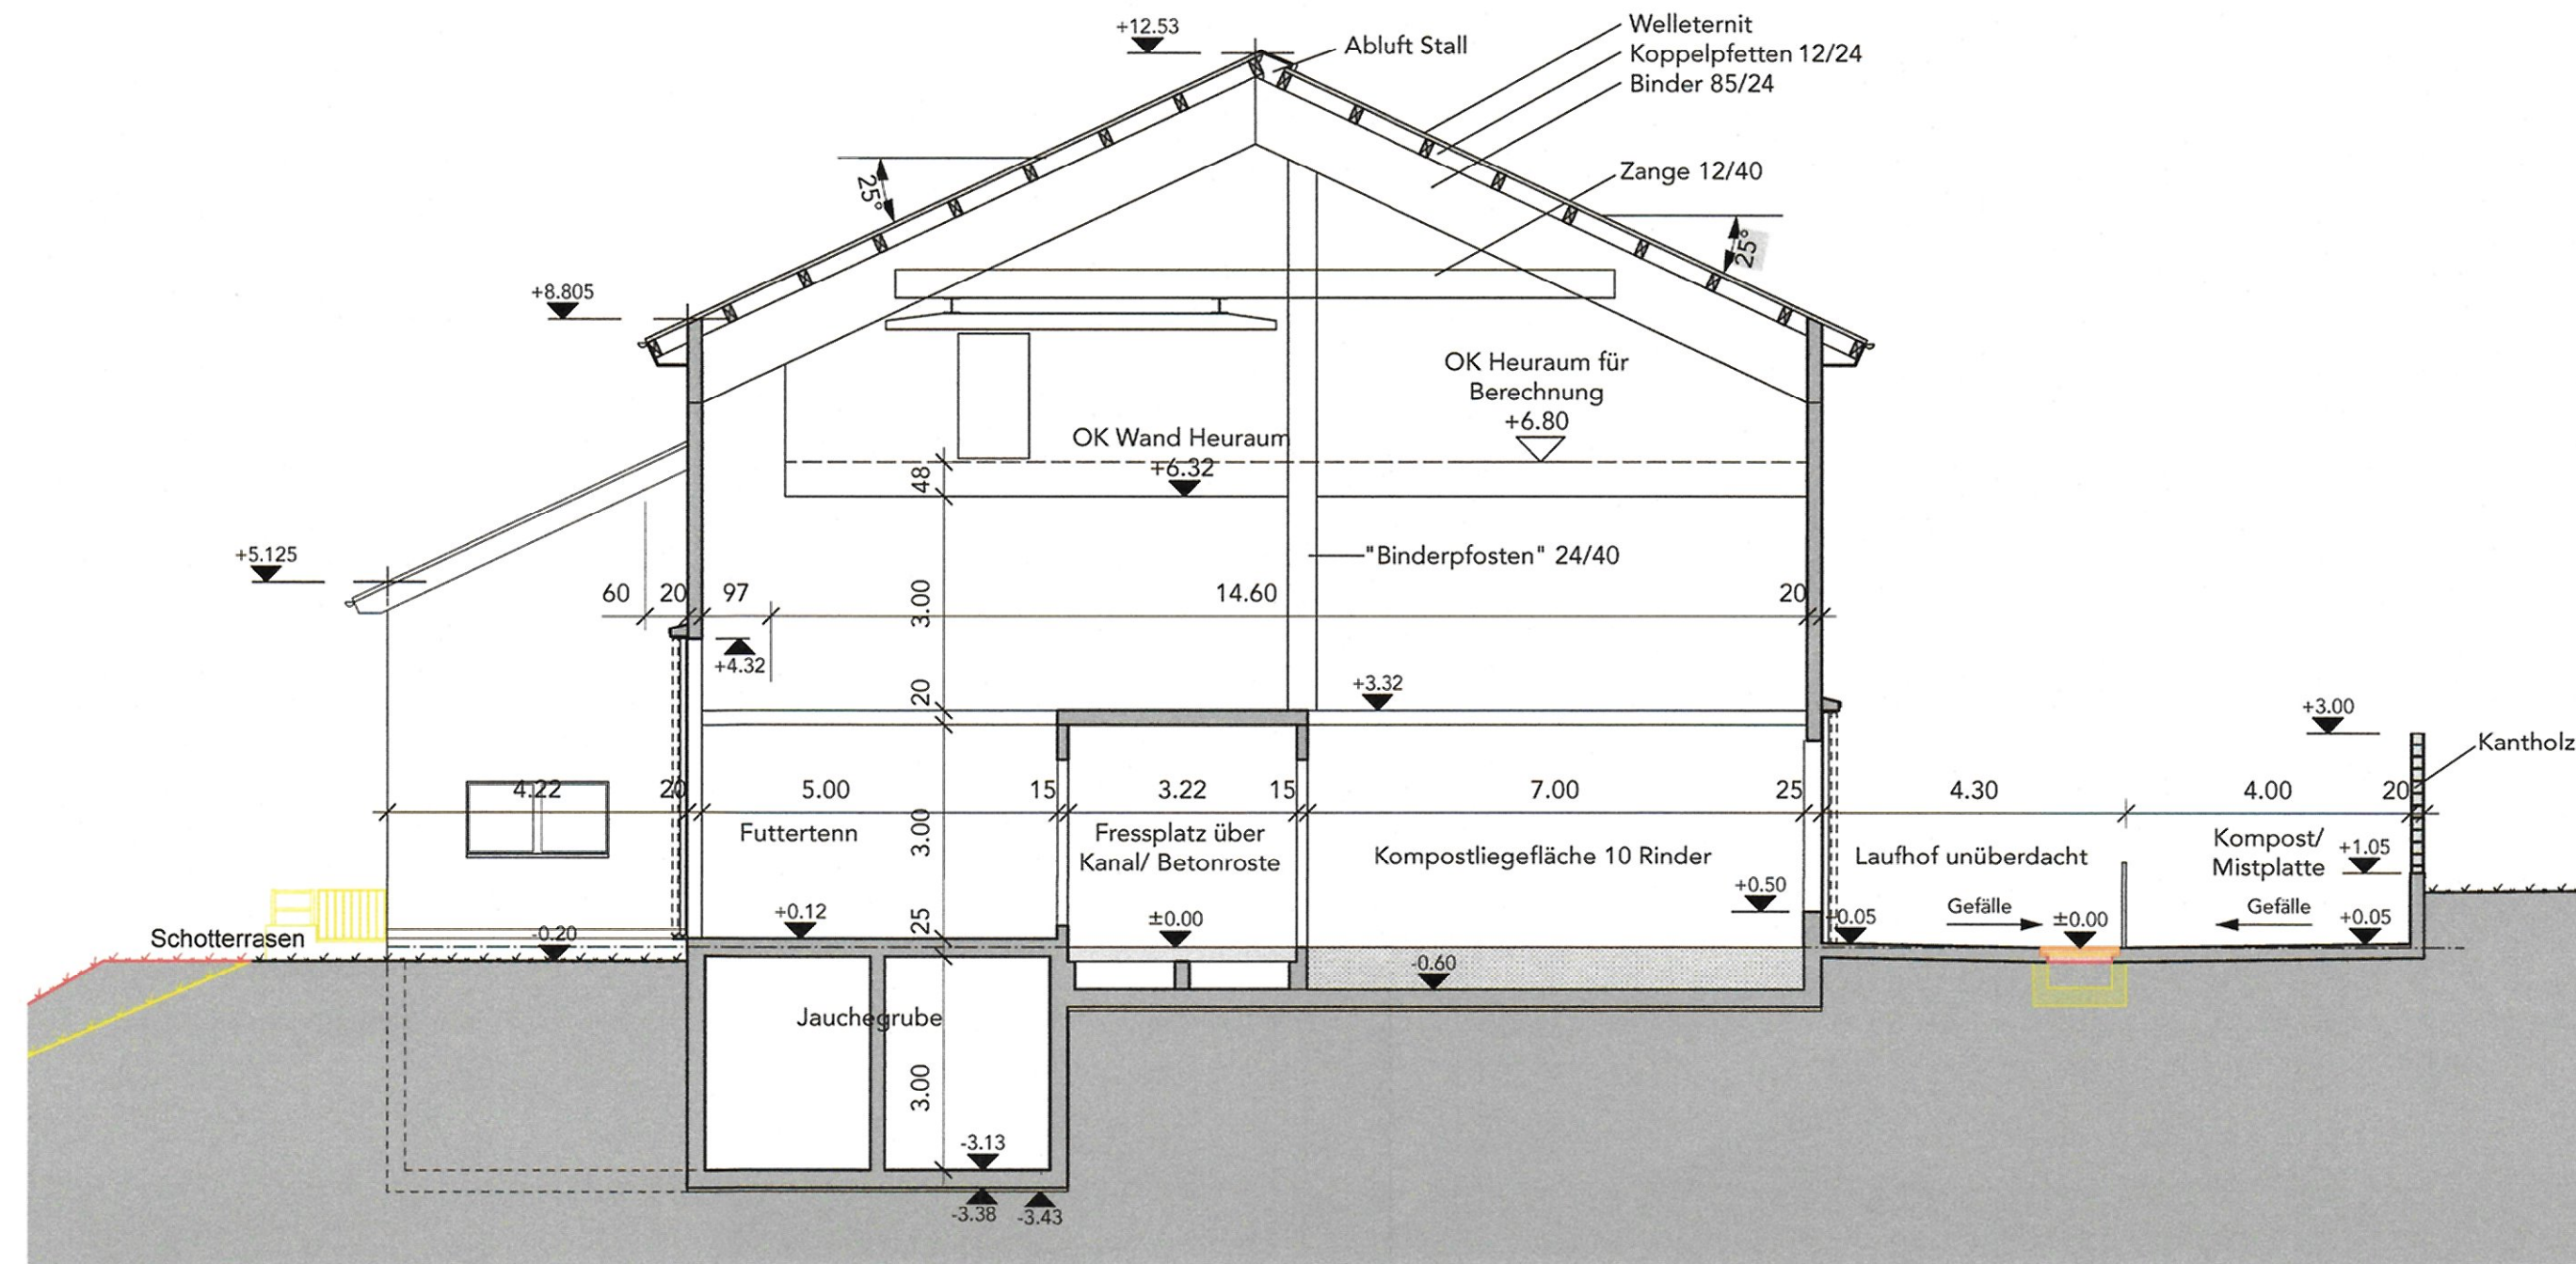 +12.53
Abluft Stall
Welleternit
Koppelpfetten 12/24
Binder 85/24
Zange 12/40
25°
25°
+8.805
OK Heuraum für
Berechnung
+6.80
OK Wand Heuraum
+6.32
48
+5.125
"Binderpfosten" 24/40
60 20 97 14.60 20
3.00
+4.32
20
+3.32
+3.00
Kantholz
4.22 20 5.00 15 3.22 15 7.00 25 4.30 4.00 20
3.00
Futtertenn
Fressplatz über
Kanal/ Betonroste
Kompostliegefläche 10 Rinder
Laufhof unüberdacht
Kompost/
Mistplatte
+1.05
+0.50
Gefälle
Gefälle
+0.12
25
±0.00
+0.05
±0.00
+0.05
Schotterrasen
-0.20
-0.60
Jauchegrube
3.00
-3.13
-3.38
-3.43